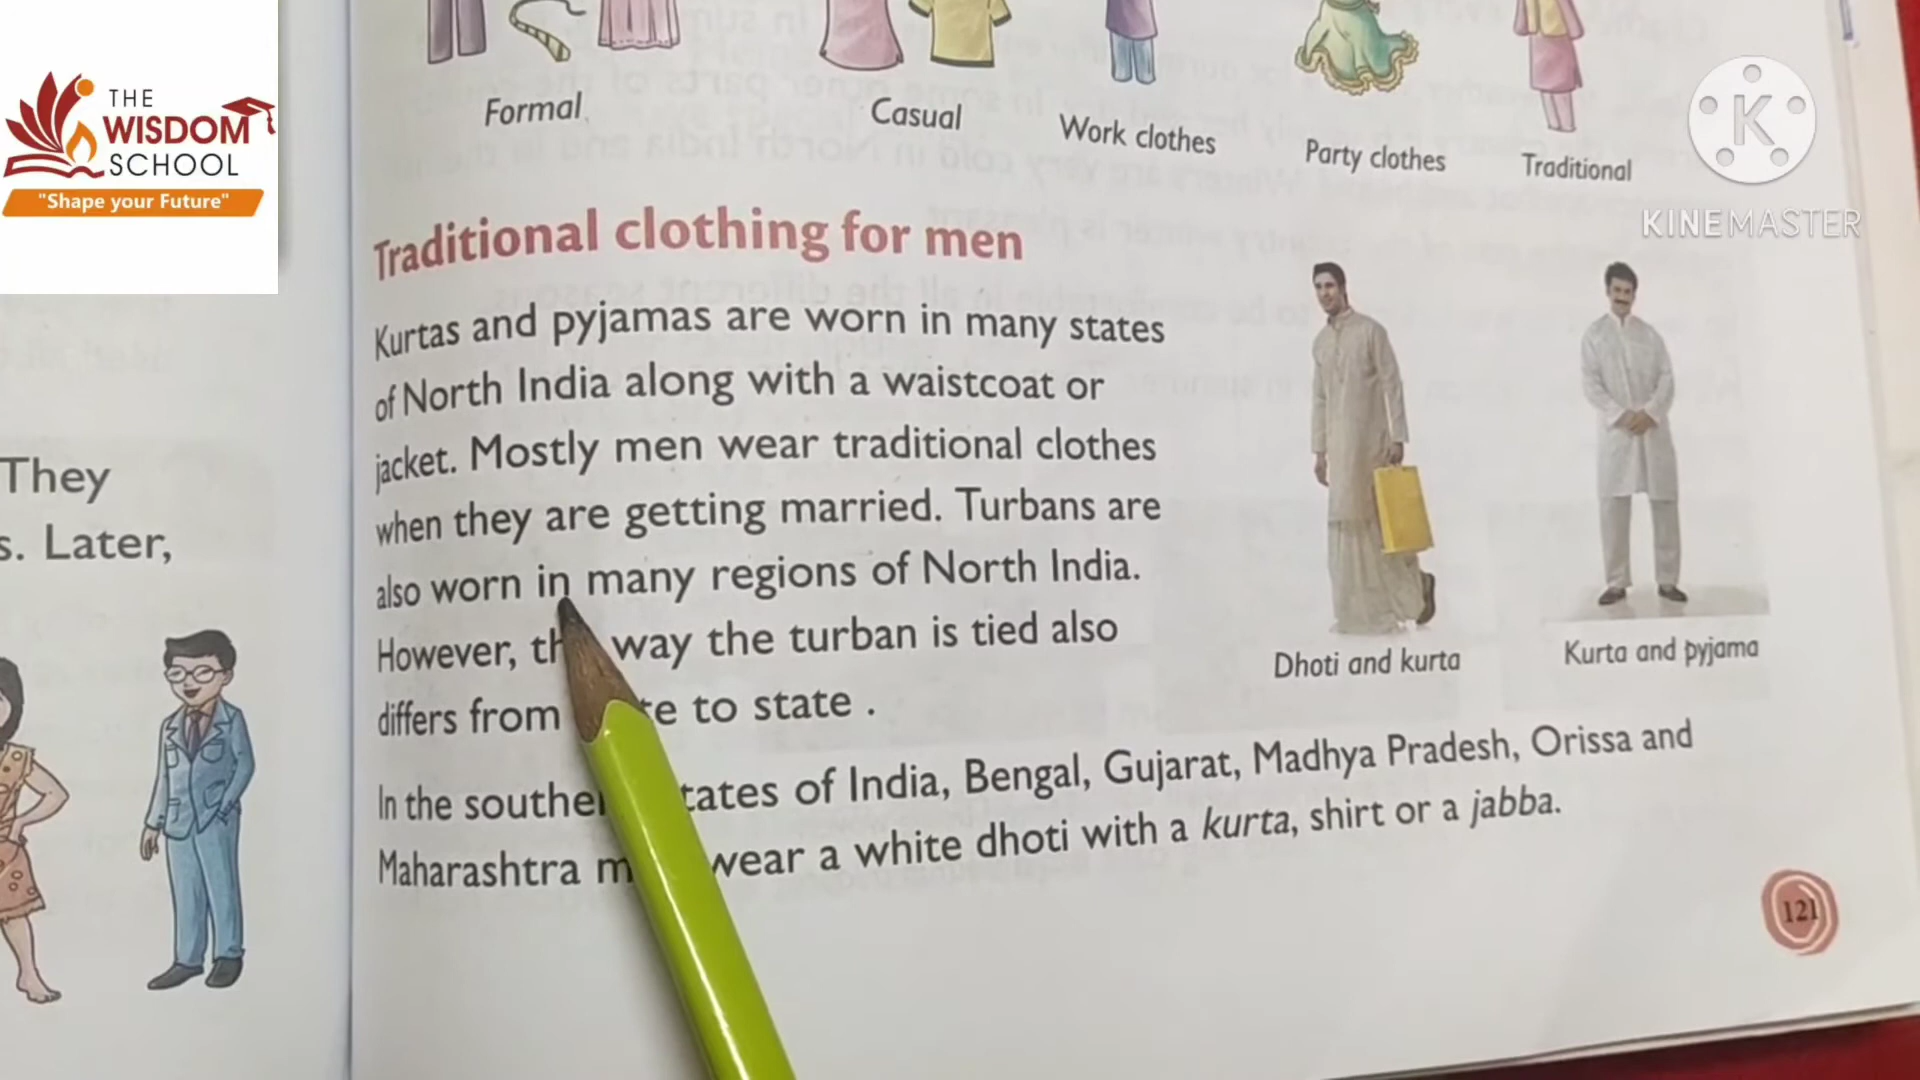 THE
WISDOM
SCHOOL
"Shape your Future"
Formal
Casual
Work clothes
Party clothes
Traditional
KINEMASTER
Traditional clothing for men
Kurtas and pyjamas are worn in many states
of North India along with a waistcoat or
jacket. Mostly men wear traditional clothes
when they are getting married. Turbans are
also worn in many regions of North India.
However, way the turban is tied also
differs from to state .
In the of India, Bengal, Gujarat, Madhya Pradesh, Orissa and
Maharashtra wear a white dhoti with a kurta, shirt or a jabba.
Dhoti and kurta
Kurta and pyjama
They
s. Later,
121